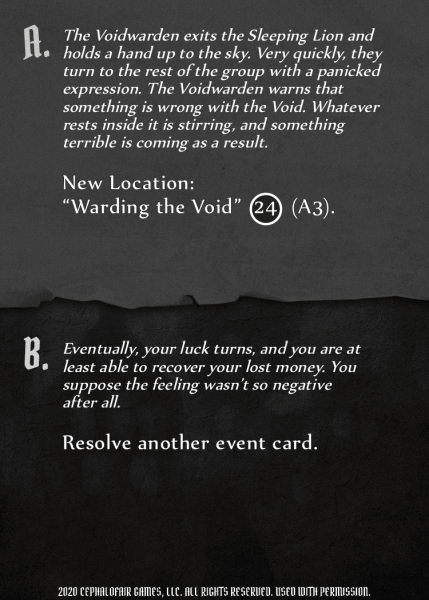 A. The Voidwarden exits the Sleeping Lion and
holds a hand up to the sky. Very quickly, they
turn to the rest of the group with a panicked
expression. The Voidwarden warns that
something is wrong with the Void. Whatever
rests inside it is stirring, and something
terrible is coming as a result.
New Location:
“Warding the Void” 24 (A3).
B. Eventually, your luck turns, and you are at
least able to recover your lost money. You
suppose the feeling wasn’t so negative
after all.
Resolve another event card.
2020 CEPHALOFAIR GAMES, LLC. ALL RIGHTS RESERVED. USED WITH PERMISSION.